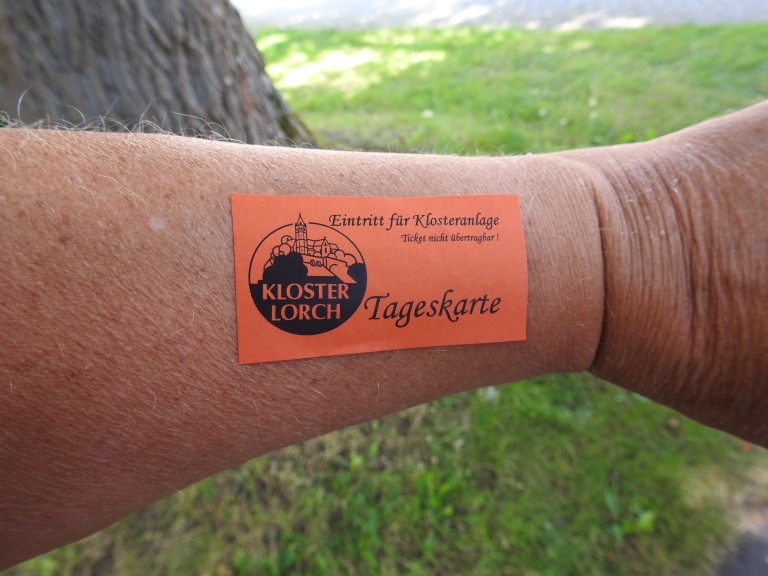 Eintritt für Klosteranlage
Ticket nicht übertragbar !
KLOSTER
LORCH
Tageskarte